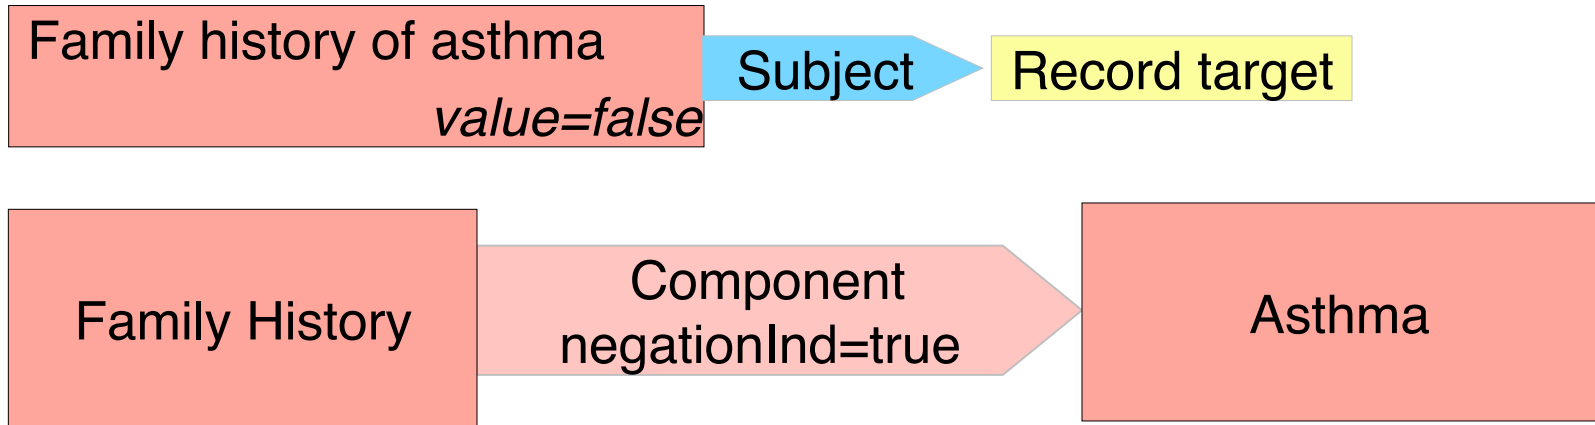 Family history of asthma
value=false
Subject
Record target
Family History
Component
negationInd=true
Asthma